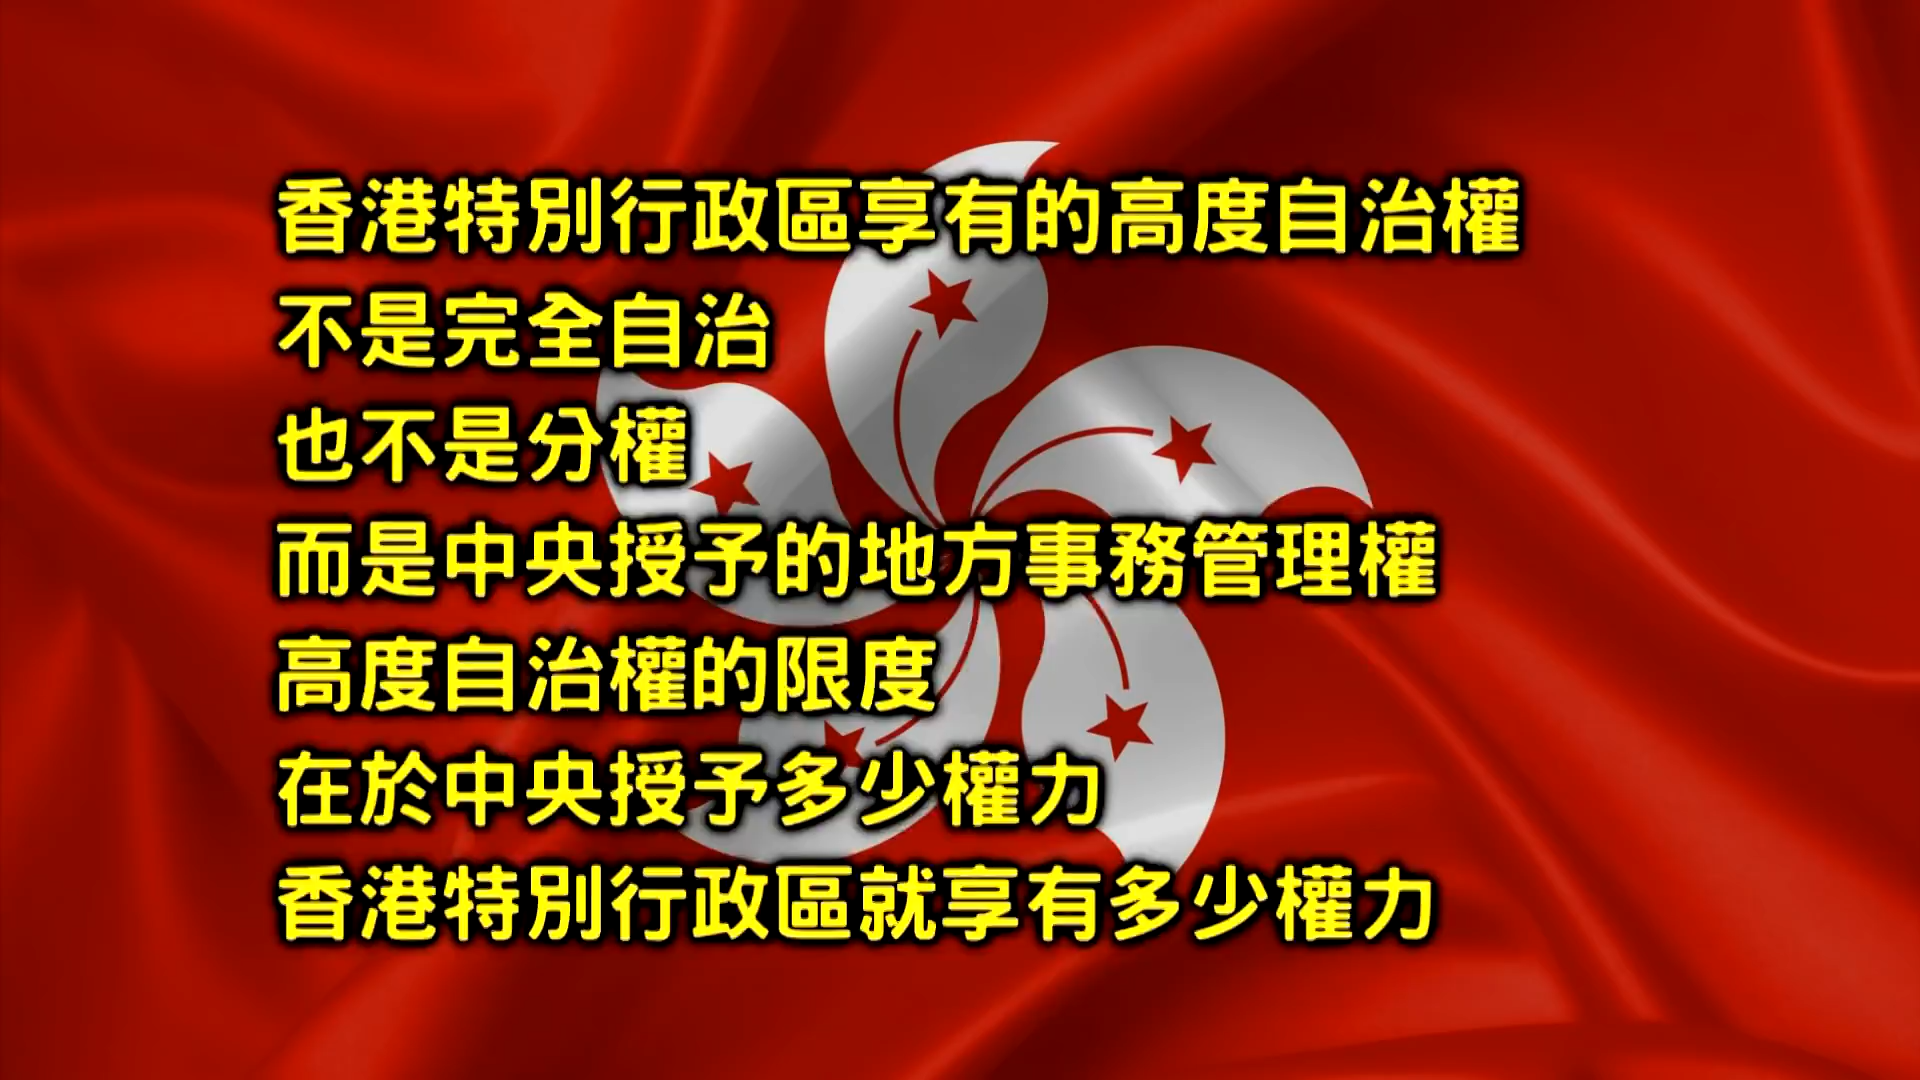 香港特別行政區享有的高度自治權
不是完全自治
也不是分權
而是中央授予的地方事務管理權
高度自治權的限度
在於中央授予多少權力
香港特別行政區就享有多少權力